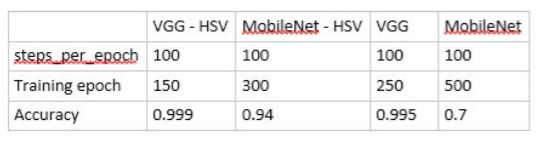 VGG - HSV MobileNet - HSV VGG MobileNet
steps_per_epoch 100 100 100 100
Training epoch 150 300 250 500
Accuracy 0.999 0.94 0.995 0.7